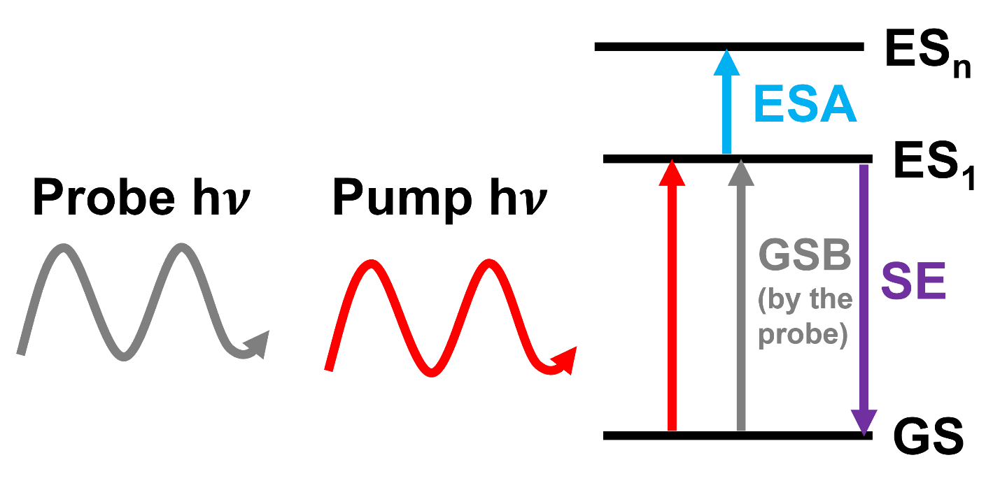 Probe hν
Pump hν
ESₙ
ESA
ES₁
GSB
(by the
probe)
SE
GS